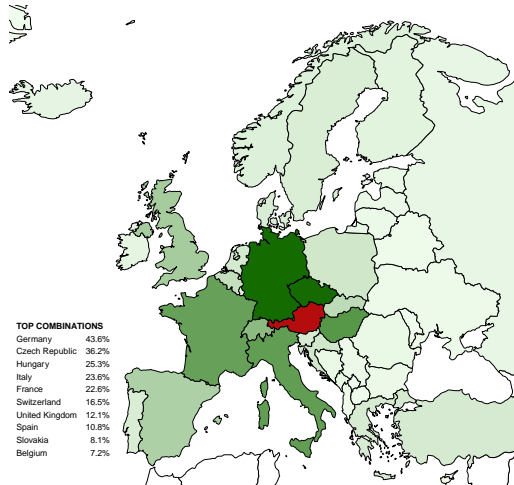 TOP COMBINATIONS
Germany 43.6%
Czech Republic 36.2%
Hungary 25.3%
Italy 23.6%
France 22.6%
Switzerland 16.5%
United Kingdom 12.1%
Spain 10.8%
Slovakia 8.1%
Belgium 7.2%